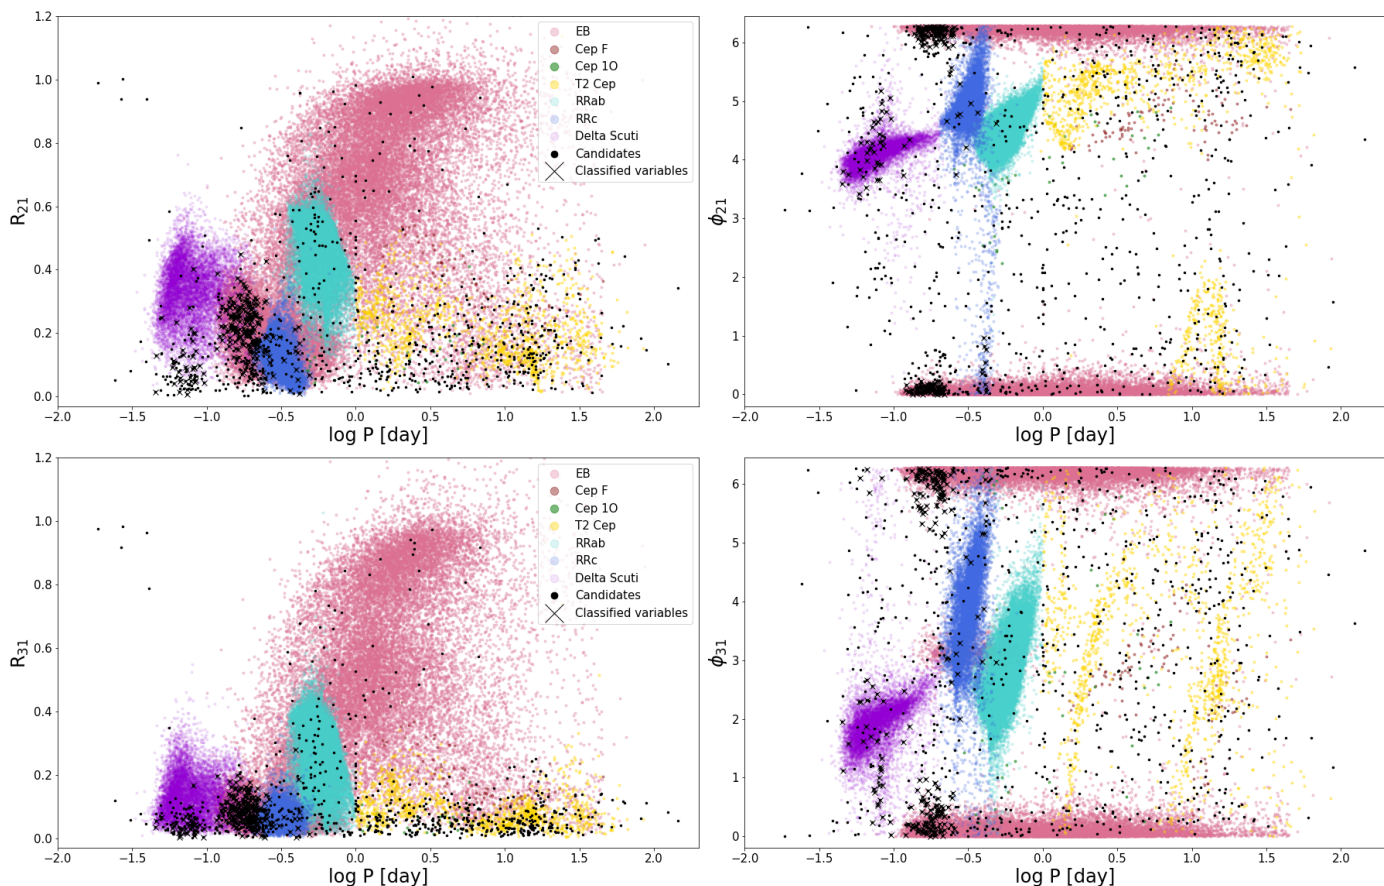 1.2
1.0
0.8
0.6
0.4
0.2
0.0
R21
−2.0 −1.5 −1.0 −0.5 0.0 0.5 1.0 1.5 2.0
log P [day]
EB
Cep F
Cep 1O
T2 Cep
RRab
RRc
Delta Scuti
Candidates
Classified variables
6
5
4
3
2
1
0
ϕ21
−2.0 −1.5 −1.0 −0.5 0.0 0.5 1.0 1.5 2.0
log P [day]
1.2
1.0
0.8
0.6
0.4
0.2
0.0
R31
−2.0 −1.5 −1.0 −0.5 0.0 0.5 1.0 1.5 2.0
log P [day]
EB
Cep F
Cep 1O
T2 Cep
RRab
RRc
Delta Scuti
Candidates
Classified variables
6
5
4
3
2
1
0
ϕ31
−2.0 −1.5 −1.0 −0.5 0.0 0.5 1.0 1.5 2.0
log P [day]